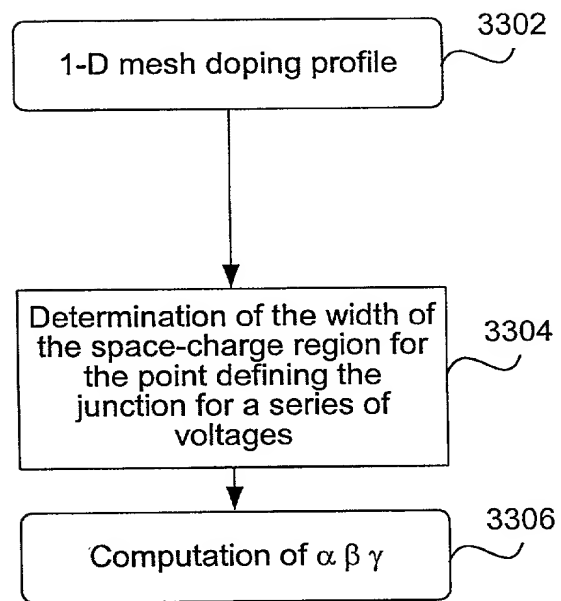 3302
1-D mesh doping profile
Determination of the width of
the space-charge region for
the point defining the
junction for a series of
voltages
3304
3306
Computation of α β γ